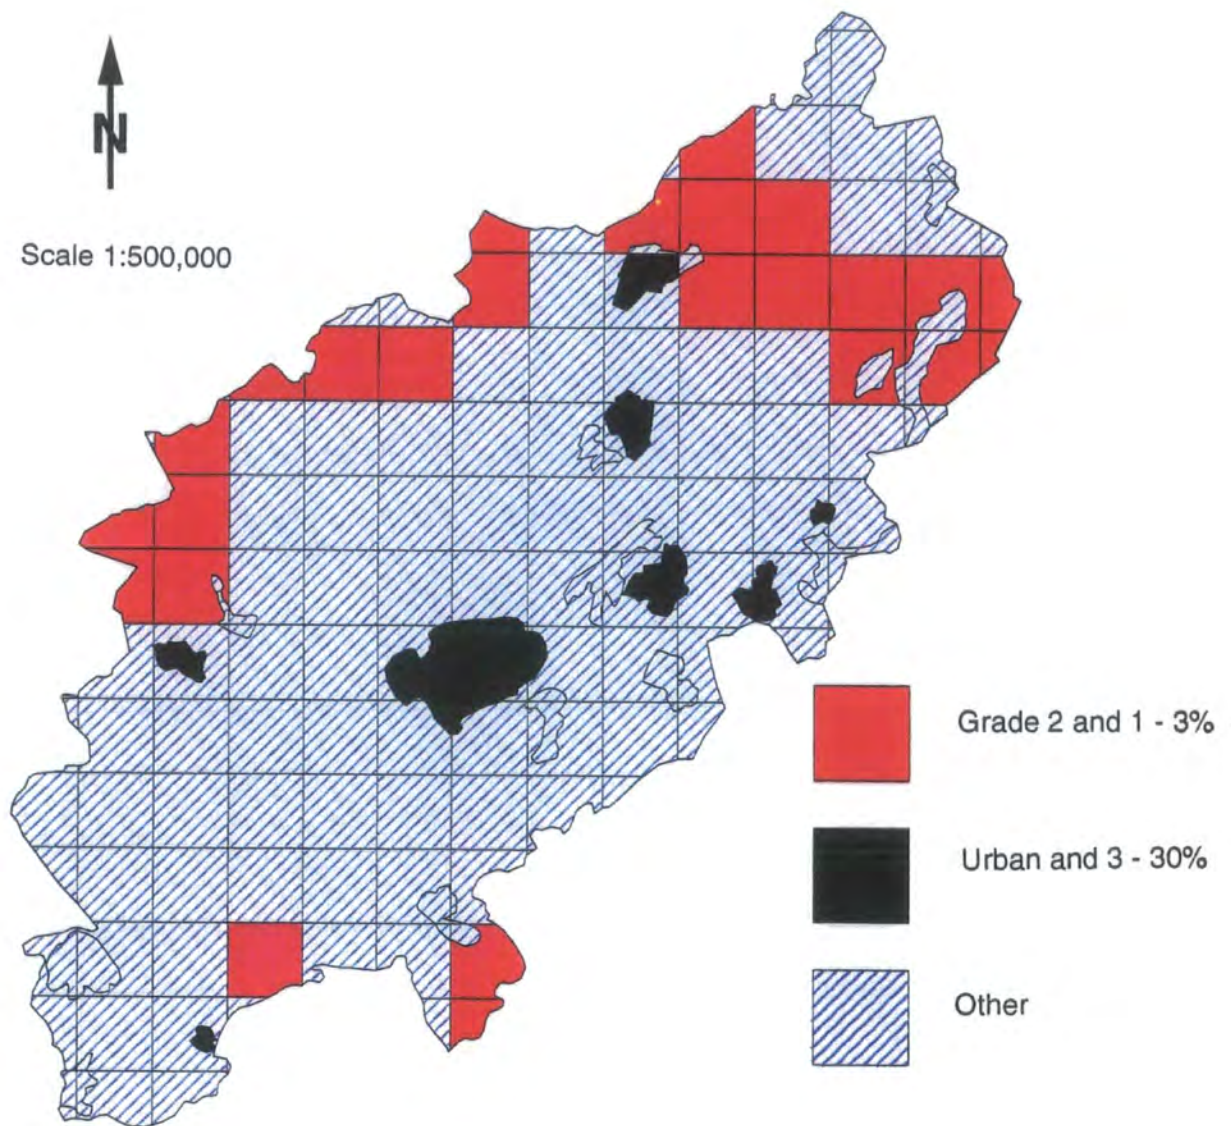 N
Scale 1:500,000
Grade 2 and 1 - 3%
Urban and 3 - 30%
Other